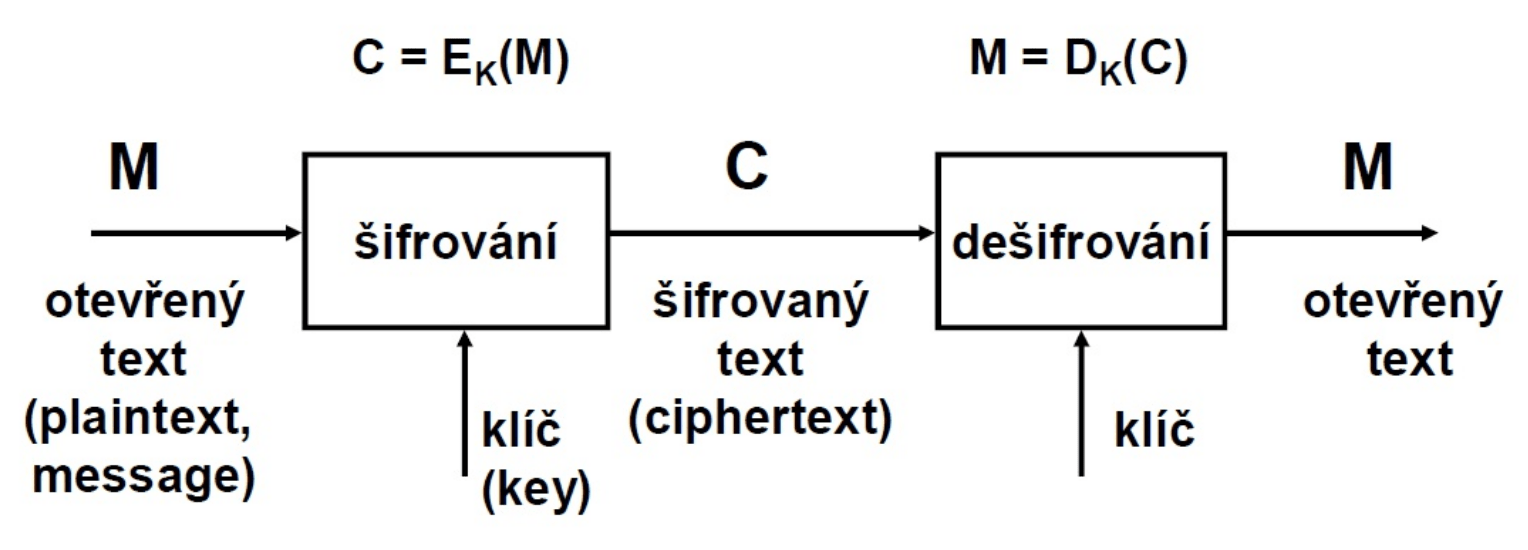 C = E_K(M)
M = D_K(C)
M
C
M
šifrování
dešifrování
otevřený
text
(plaintext,
message)
klíč
(key)
šifrovaný
text
(ciphertext)
klíč
otevřený
text